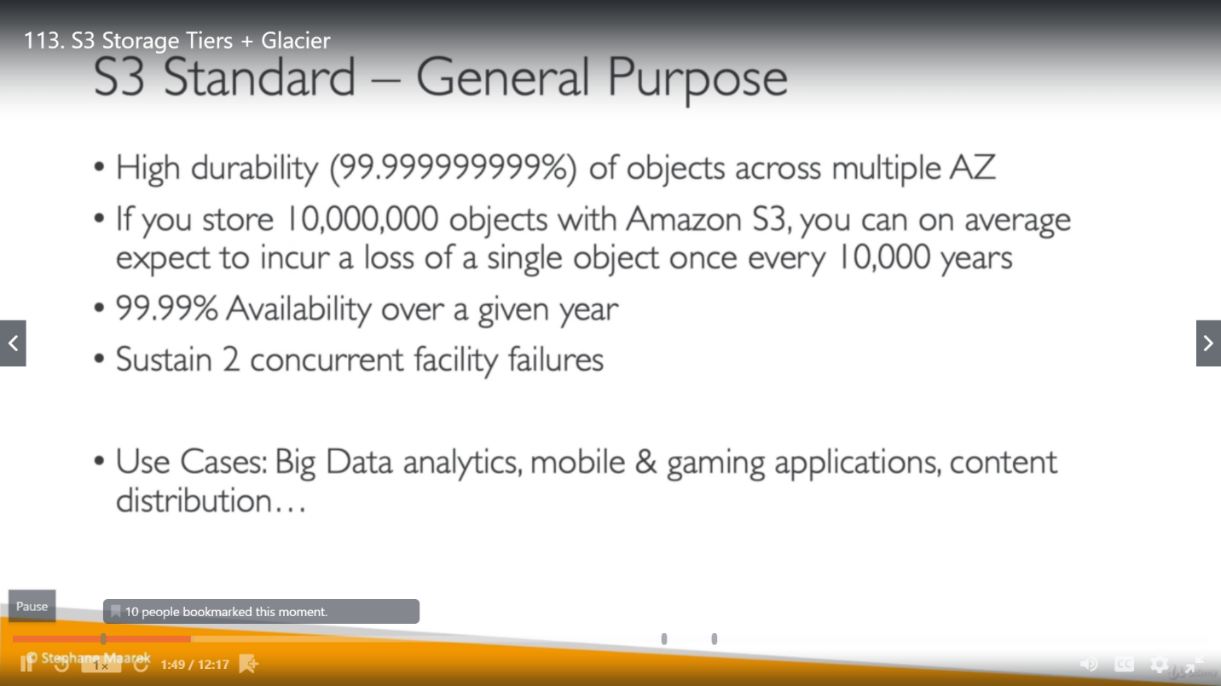 113. S3 Storage Tiers + Glacier
S3 Standard – General Purpose
• High durability (99.999999999%) of objects across multiple AZ
• If you store 10,000,000 objects with Amazon S3, you can on average
expect to incur a loss of a single object once every 10,000 years
• 99.99% Availability over a given year
• Sustain 2 concurrent facility failures
• Use Cases: Big Data analytics, mobile & gaming applications, content
distribution…
Pause
10 people bookmarked this moment.
© Stephane Maarek
1x
1:49 / 12:17
CC